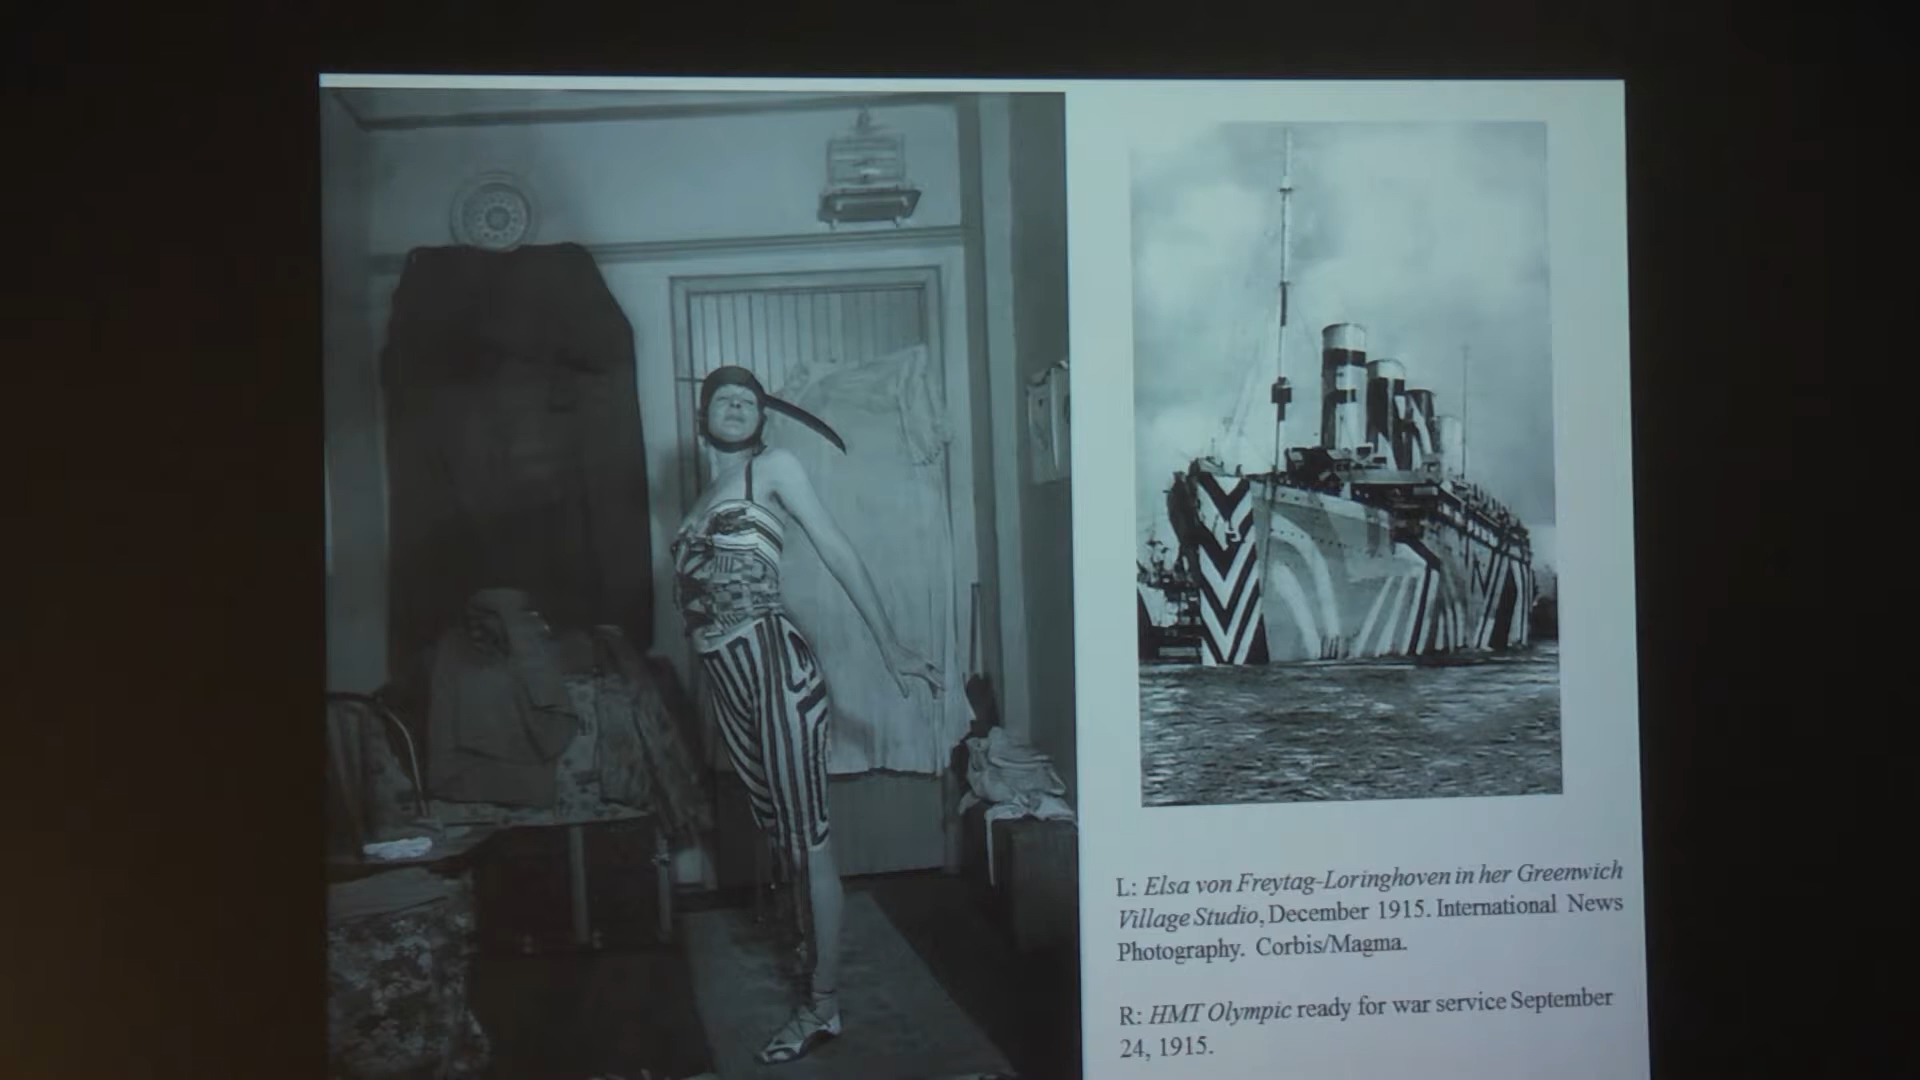 L: Elsa von Freytag-Loringhoven in her Greenwich
Village Studio, December 1915. International News
Photography. Corbis/Magma.
R: HMT Olympic ready for war service September
24, 1915.